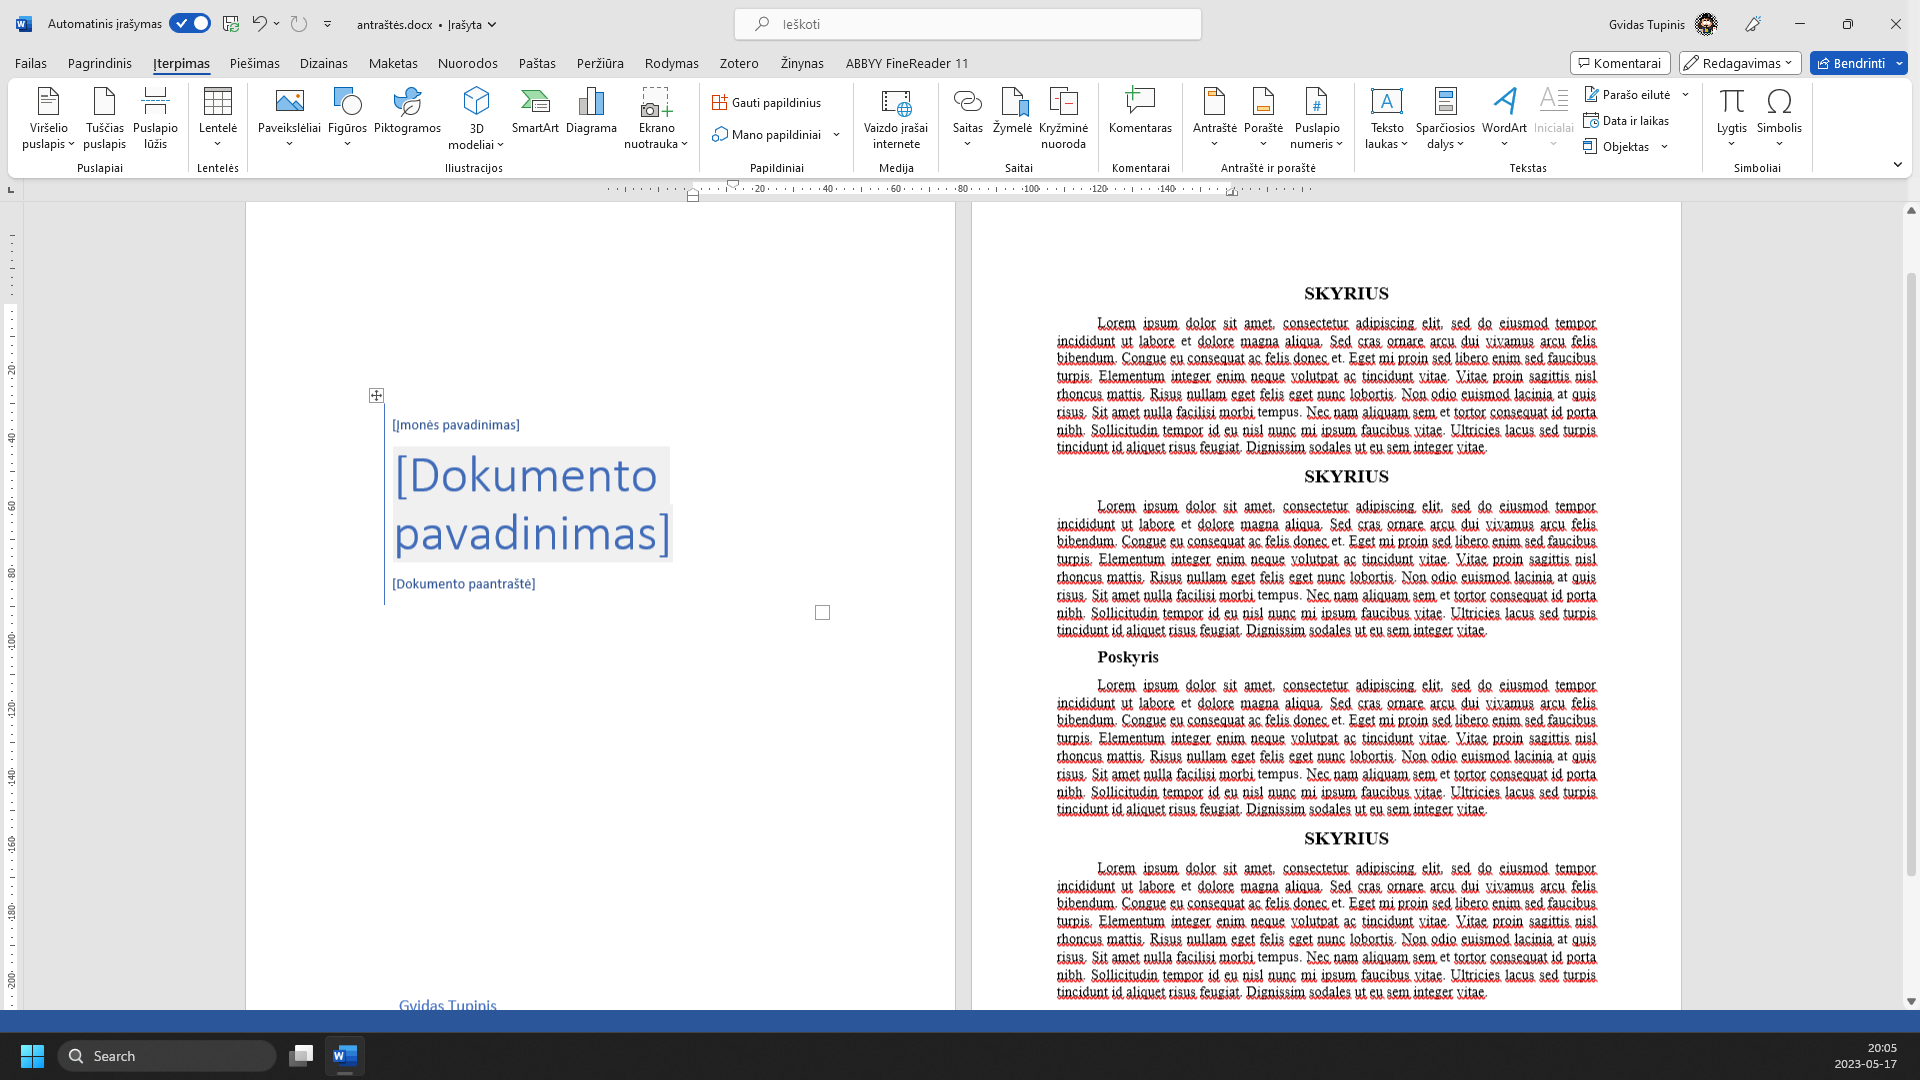 Automatinis įrašymas
antraštės.docx • Įrašyta
Ieškoti
Gvidas Tupinis
Failas Pagrindinis Įterpimas Piešimas Dizainas Maketas Nuorodos Paštas Peržiūra Rodymas Zotero Žinynas ABBYY FineReader 11
Komentarai Redagavimas Bendrinti
Viršelio puslapis
Tuščias puslapis
Puslapio lūžis
Puslapiai
Lentelė
Lentelės
Paveikslėliai
Figūros
Piktogramos
3D modeliai
SmartArt
Diagrama
Ekrano nuotrauka
Iliustracijos
Gauti papildinius
Mano papildiniai
Papildiniai
Vaizdo įrašai internete
Medija
Saitas
Žymelė
Kryžminė nuoroda
Saitai
Komentaras
Komentarai
Antraštė
Poraštė
Puslapio numeris
Antraštė ir poraštė
Teksto laukas
Sparčiosios dalys
WordArt
Inicialai
Parašo eilutė
Data ir laikas
Objektas
Tekstas
Lygtis
Simbolis
Simboliai
20 40 60 80 100 120 140
20
40
60
80
100
120
140
160
180
200
[Įmonės pavadinimas]
[Dokumento
pavadinimas]
[Dokumento paantraštė]
Gvidas Tupinis
SKYRIUS
Lorem ipsum dolor sit amet, consectetur adipiscing elit, sed do eiusmod tempor
incididunt ut labore et dolore magna aliqua. Sed cras ornare arcu dui vivamus arcu felis
bibendum. Congue eu consequat ac felis donec et. Eget mi proin sed libero enim sed faucibus
turpis. Elementum integer enim neque volutpat ac tincidunt vitae. Vitae proin sagittis nisl
rhoncus mattis. Risus nullam eget felis eget nunc lobortis. Non odio euismod lacinia at quis
risus. Sit amet nulla facilisi morbi tempus. Nec nam aliquam sem et tortor consequat id porta
nibh. Sollicitudin tempor id eu nisl nunc mi ipsum faucibus vitae. Ultricies lacus sed turpis
tincidunt id aliquet risus feugiat. Dignissim sodales ut eu sem integer vitae.
SKYRIUS
Lorem ipsum dolor sit amet, consectetur adipiscing elit, sed do eiusmod tempor
incididunt ut labore et dolore magna aliqua. Sed cras ornare arcu dui vivamus arcu felis
bibendum. Congue eu consequat ac felis donec et. Eget mi proin sed libero enim sed faucibus
turpis. Elementum integer enim neque volutpat ac tincidunt vitae. Vitae proin sagittis nisl
rhoncus mattis. Risus nullam eget felis eget nunc lobortis. Non odio euismod lacinia at quis
risus. Sit amet nulla facilisi morbi tempus. Nec nam aliquam sem et tortor consequat id porta
nibh. Sollicitudin tempor id eu nisl nunc mi ipsum faucibus vitae. Ultricies lacus sed turpis
tincidunt id aliquet risus feugiat. Dignissim sodales ut eu sem integer vitae.
Poskyris
Lorem ipsum dolor sit amet, consectetur adipiscing elit, sed do eiusmod tempor
incididunt ut labore et dolore magna aliqua. Sed cras ornare arcu dui vivamus arcu felis
bibendum. Congue eu consequat ac felis donec et. Eget mi proin sed libero enim sed faucibus
turpis. Elementum integer enim neque volutpat ac tincidunt vitae. Vitae proin sagittis nisl
rhoncus mattis. Risus nullam eget felis eget nunc lobortis. Non odio euismod lacinia at quis
risus. Sit amet nulla facilisi morbi tempus. Nec nam aliquam sem et tortor consequat id porta
nibh. Sollicitudin tempor id eu nisl nunc mi ipsum faucibus vitae. Ultricies lacus sed turpis
tincidunt id aliquet risus feugiat. Dignissim sodales ut eu sem integer vitae.
SKYRIUS
Lorem ipsum dolor sit amet, consectetur adipiscing elit, sed do eiusmod tempor
incididunt ut labore et dolore magna aliqua. Sed cras ornare arcu dui vivamus arcu felis
bibendum. Congue eu consequat ac felis donec et. Eget mi proin sed libero enim sed faucibus
turpis. Elementum integer enim neque volutpat ac tincidunt vitae. Vitae proin sagittis nisl
rhoncus mattis. Risus nullam eget felis eget nunc lobortis. Non odio euismod lacinia at quis
risus. Sit amet nulla facilisi morbi tempus. Nec nam aliquam sem et tortor consequat id porta
nibh. Sollicitudin tempor id eu nisl nunc mi ipsum faucibus vitae. Ultricies lacus sed turpis
tincidunt id aliquet risus feugiat. Dignissim sodales ut eu sem integer vitae.
Search
20:05
2023-05-17